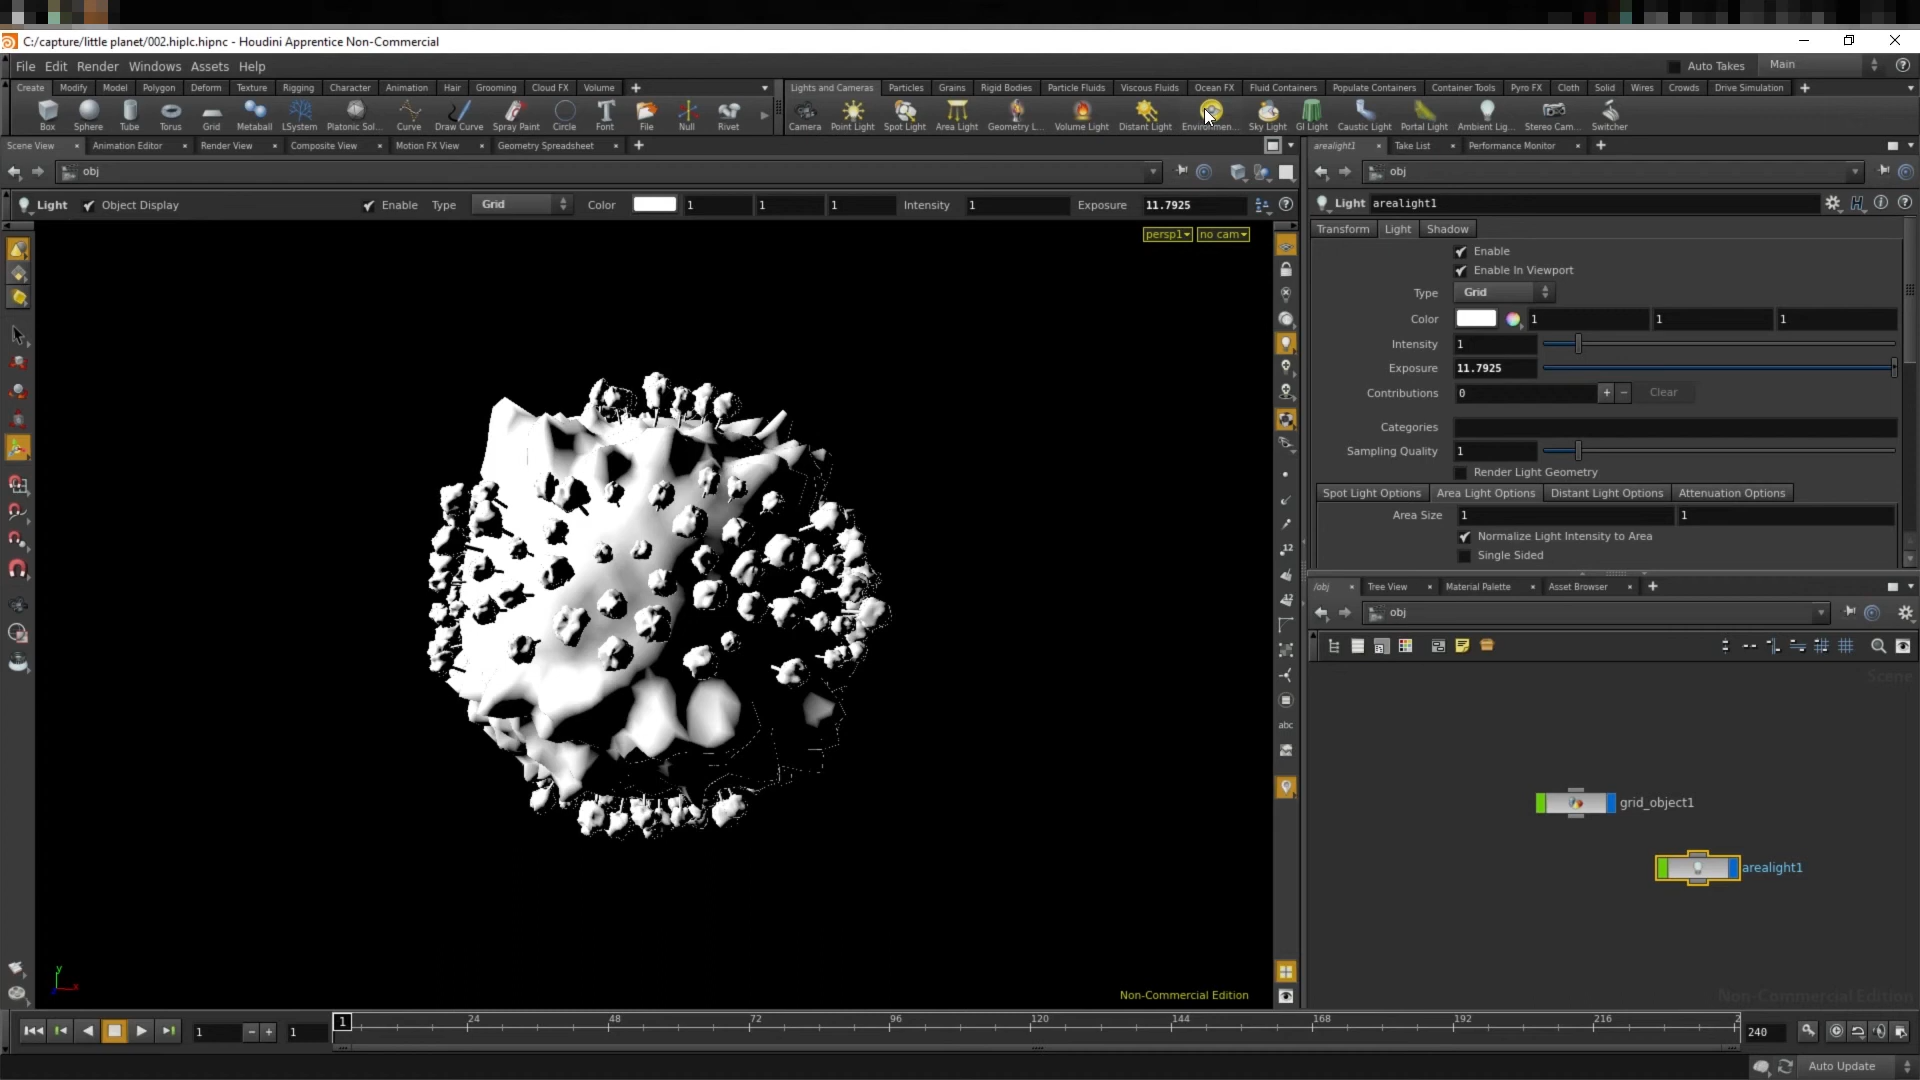 C:/capture/little planet/002.hiplc.hipnc - Houdini Apprentice Non-Commercial
File Edit Render Windows Assets Help
Auto Takes Main
Create Modify Model Polygon Deform Texture Rigging Character Animation Hair Grooming Cloud FX Volume
Lights and Cameras Particles Grains Rigid Bodies Particle Fluids Viscous Fluids Ocean FX Fluid Containers Populate Containers Container Tools Pyro FX Cloth Solid Wires Crowds Drive Simulation
Box Sphere Tube Torus Grid Metaball LSystem Platonic Sol... Curve Draw Curve Spray Paint Circle Font File Null Rivet
Camera Point Light Spot Light Area Light Geometry L... Volume Light Distant Light Environmen... Sky Light GI Light Caustic Light Portal Light Ambient Lig... Stereo Cam... Switcher
Scene View Animation Editor Render View Composite View Motion FX View Geometry Spreadsheet
arealight1 Take List Performance Monitor
obj
obj
Light Object Display Enable Type Grid Color 1 1 1 Intensity 1 Exposure 11.7925
Light arealight1
persp1 no cam
Transform Light Shadow
Enable
Enable In Viewport
Type Grid
Color 1 1 1
Intensity 1
Exposure 11.7925
Contributions 0 + − Clear
Categories
Sampling Quality 1
Render Light Geometry
Spot Light Options Area Light Options Distant Light Options Attenuation Options
Area Size 1 1
Normalize Light Intensity to Area
Single Sided
12
12
abc
/obj Tree View Material Palette Asset Browser
obj
Scene
grid_object1
arealight1
Non-Commercial Edition
y
x
Non-Commercial Edition
1 − + 1 1 24 48 72 96 120 144 168 192 216 2 240
Auto Update